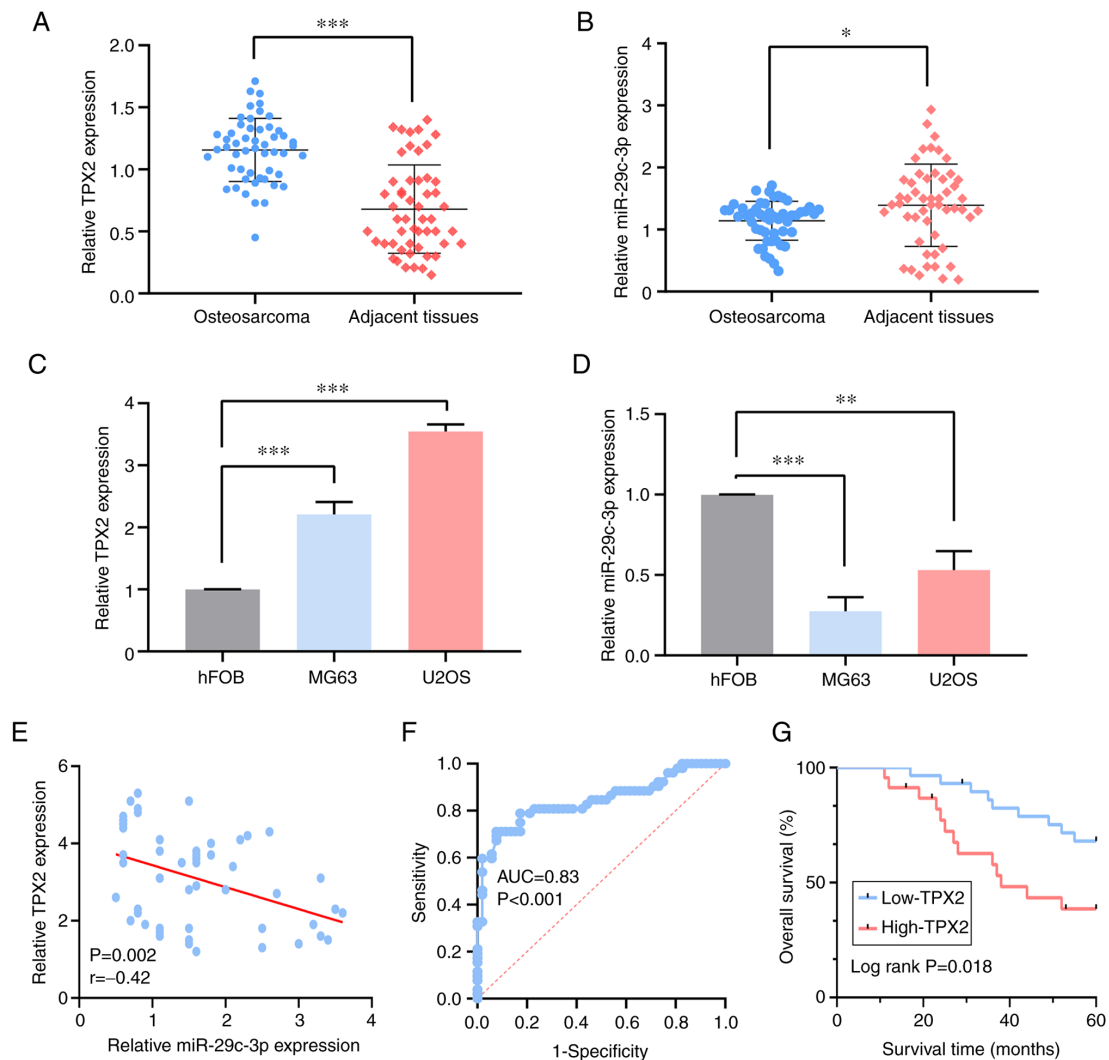 A
Relative TPX2 expression
2.0
1.5
1.0
0.5
0.0
***
Osteosarcoma
Adjacent tissues
B
Relative miR-29c-3p expression
4
3
2
1
0
*
Osteosarcoma
Adjacent tissues
C
Relative TPX2 expression
4
3
2
1
0
***
***
hFOB
MG63
U2OS
D
Relative miR-29c-3p expression
1.5
1.0
0.5
0.0
**
***
hFOB
MG63
U2OS
E
Relative TPX2 expression
6
4
2
0
P=0.002
r=−0.42
0
1
2
3
4
Relative miR-29c-3p expression
F
Sensitivity
1.0
0.8
0.6
0.4
0.2
0.0
AUC=0.83
P<0.001
0.0
0.2
0.4
0.6
0.8
1.0
1-Specificity
G
Overall survival (%)
100
50
0
Low-TPX2
High-TPX2
Log rank P=0.018
0
20
40
60
Survival time (months)